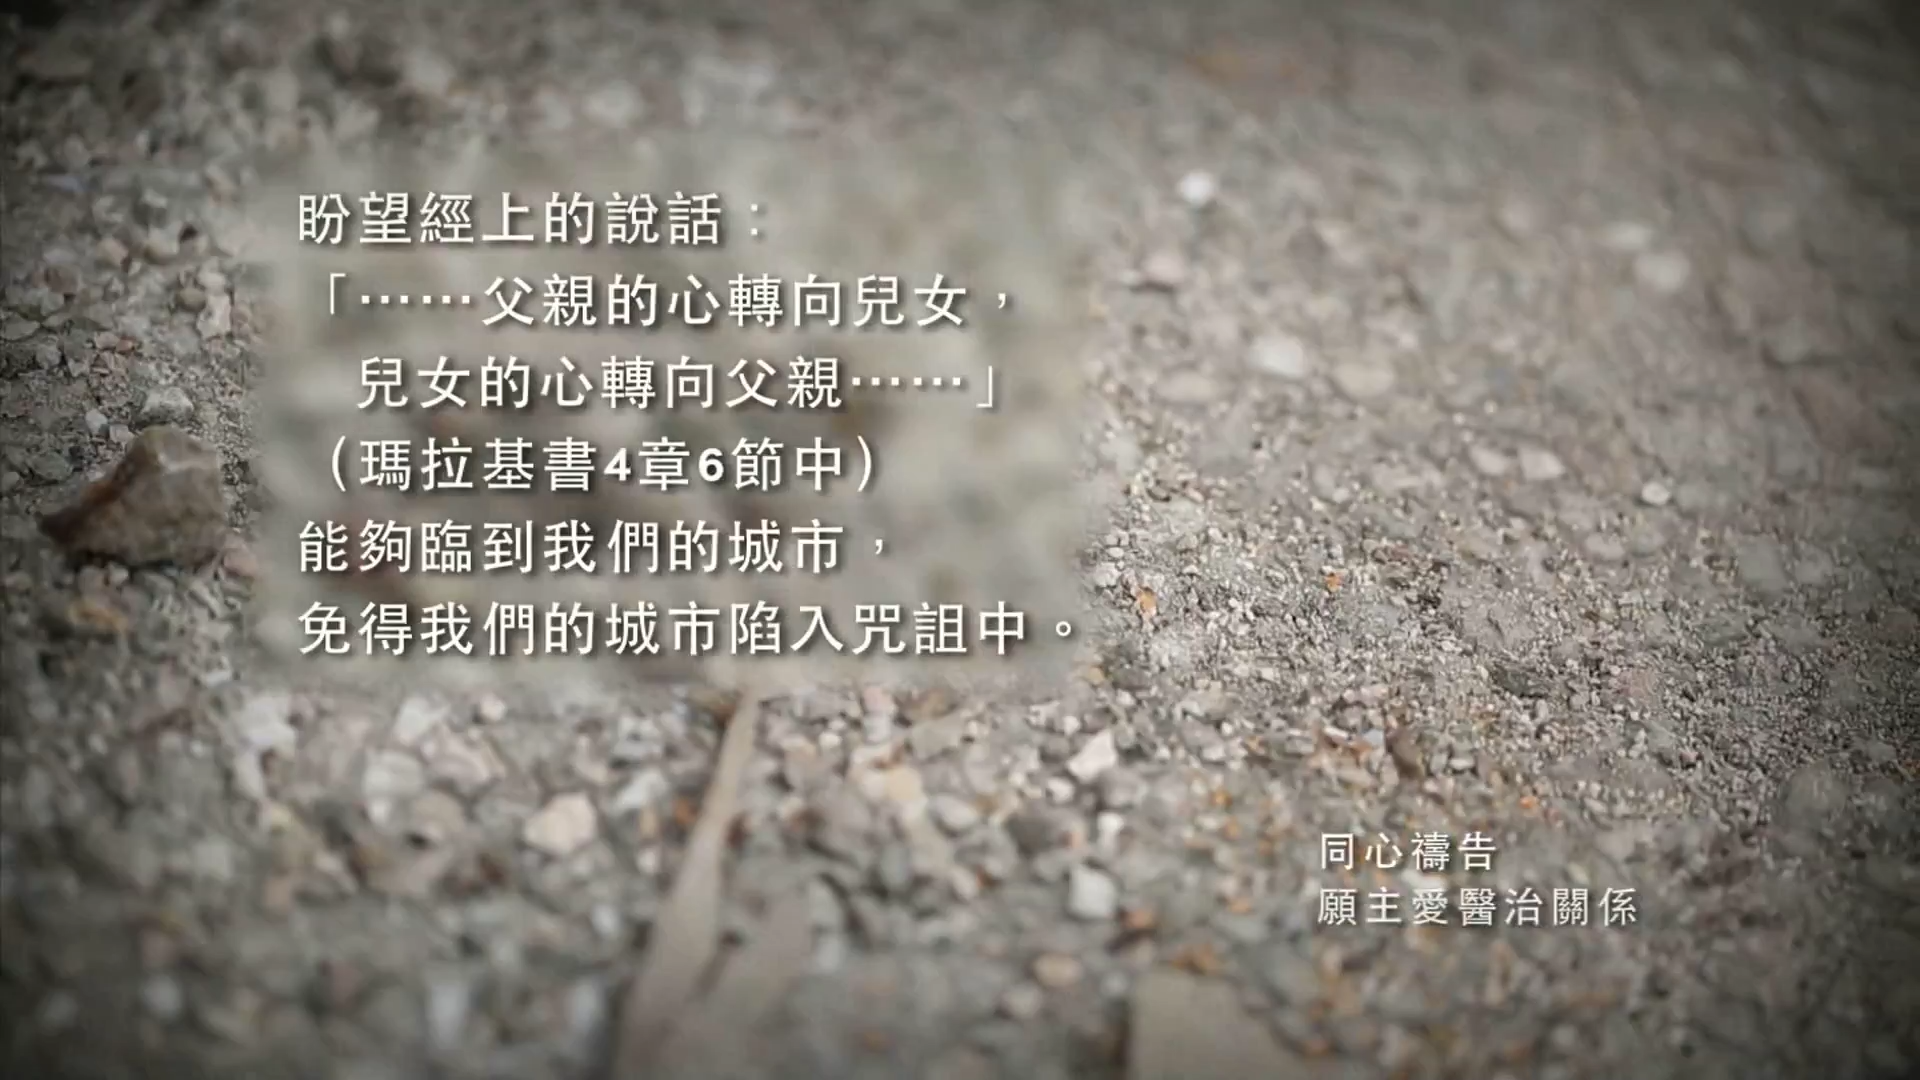 盼望經上的說話：
「⋯⋯父親的心轉向兒女，
兒女的心轉向父親⋯⋯」
（瑪拉基書4章6節中）
能夠臨到我們的城市，
免得我們的城市陷入咒詛中。
同心禱告
願主愛醫治關係